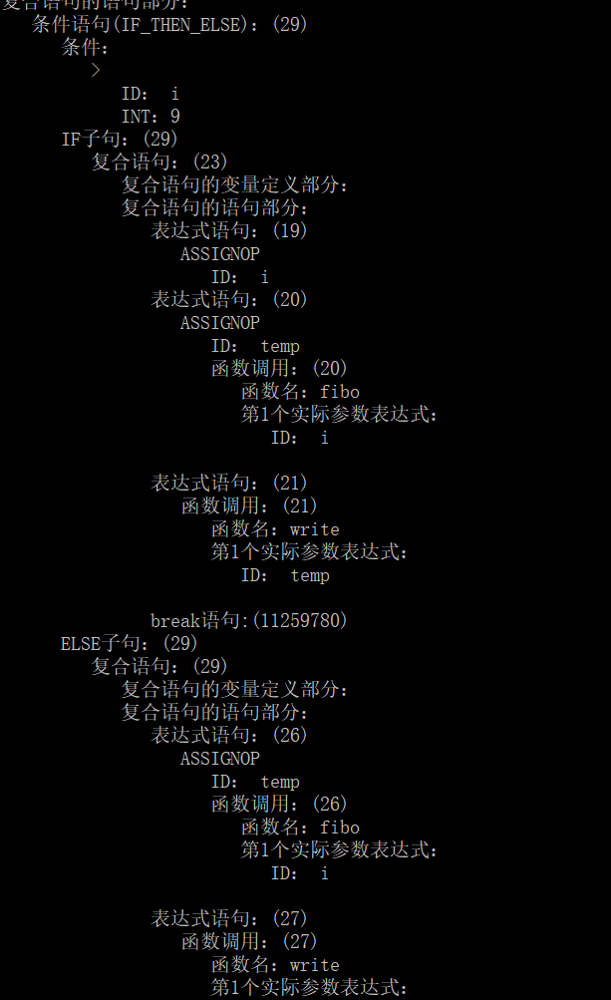 复合语句的语句部分：
条件语句(IF_THEN_ELSE)：(29)
条件：
>
ID： i
INT：9
IF子句：(29)
复合语句：(23)
复合语句的变量定义部分：
复合语句的语句部分：
表达式语句：(19)
ASSIGNOP
ID： i
表达式语句：(20)
ASSIGNOP
ID： temp
函数调用：(20)
函数名：fibo
第1个实际参数表达式：
ID： i
表达式语句：(21)
函数调用：(21)
函数名：write
第1个实际参数表达式：
ID： temp
break语句:(11259780)
ELSE子句：(29)
复合语句：(29)
复合语句的变量定义部分：
复合语句的语句部分：
表达式语句：(26)
ASSIGNOP
ID： temp
函数调用：(26)
函数名：fibo
第1个实际参数表达式：
ID： i
表达式语句：(27)
函数调用：(27)
函数名：write
第1个实际参数表达式：